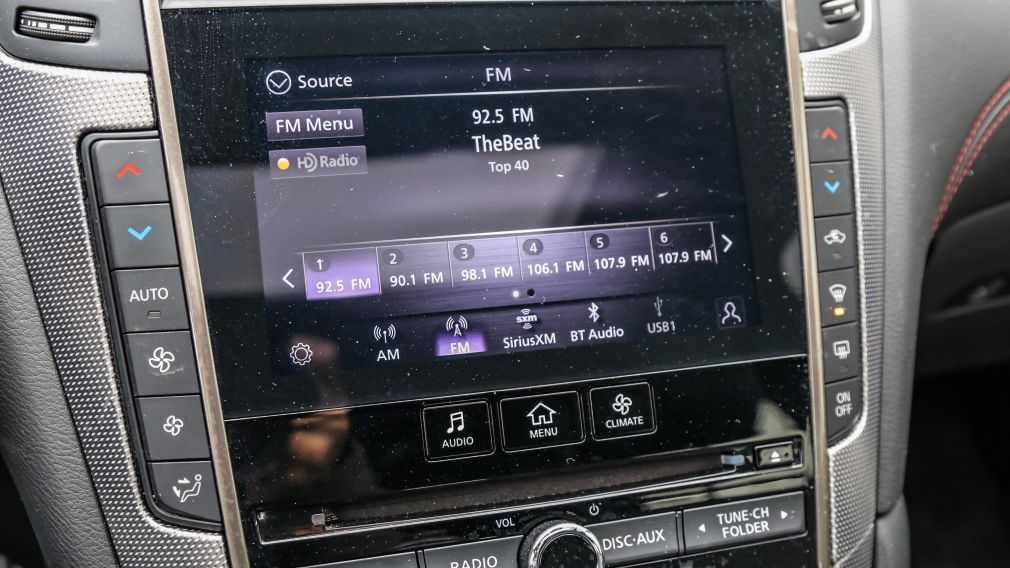 Source
FM
FM Menu
92.5 FM
HD Radio
TheBeat
Top 40
1 2 3 4 5 6
92.5 FM 90.1 FM 98.1 FM 106.1 FM 107.9 FM 107.9 FM
AM FM sxm SiriusXM BT Audio USB1
AUTO
ON
OFF
AUDIO
MENU
CLIMATE
VOL
RADIO
DISC·AUX
TUNE·CH
FOLDER